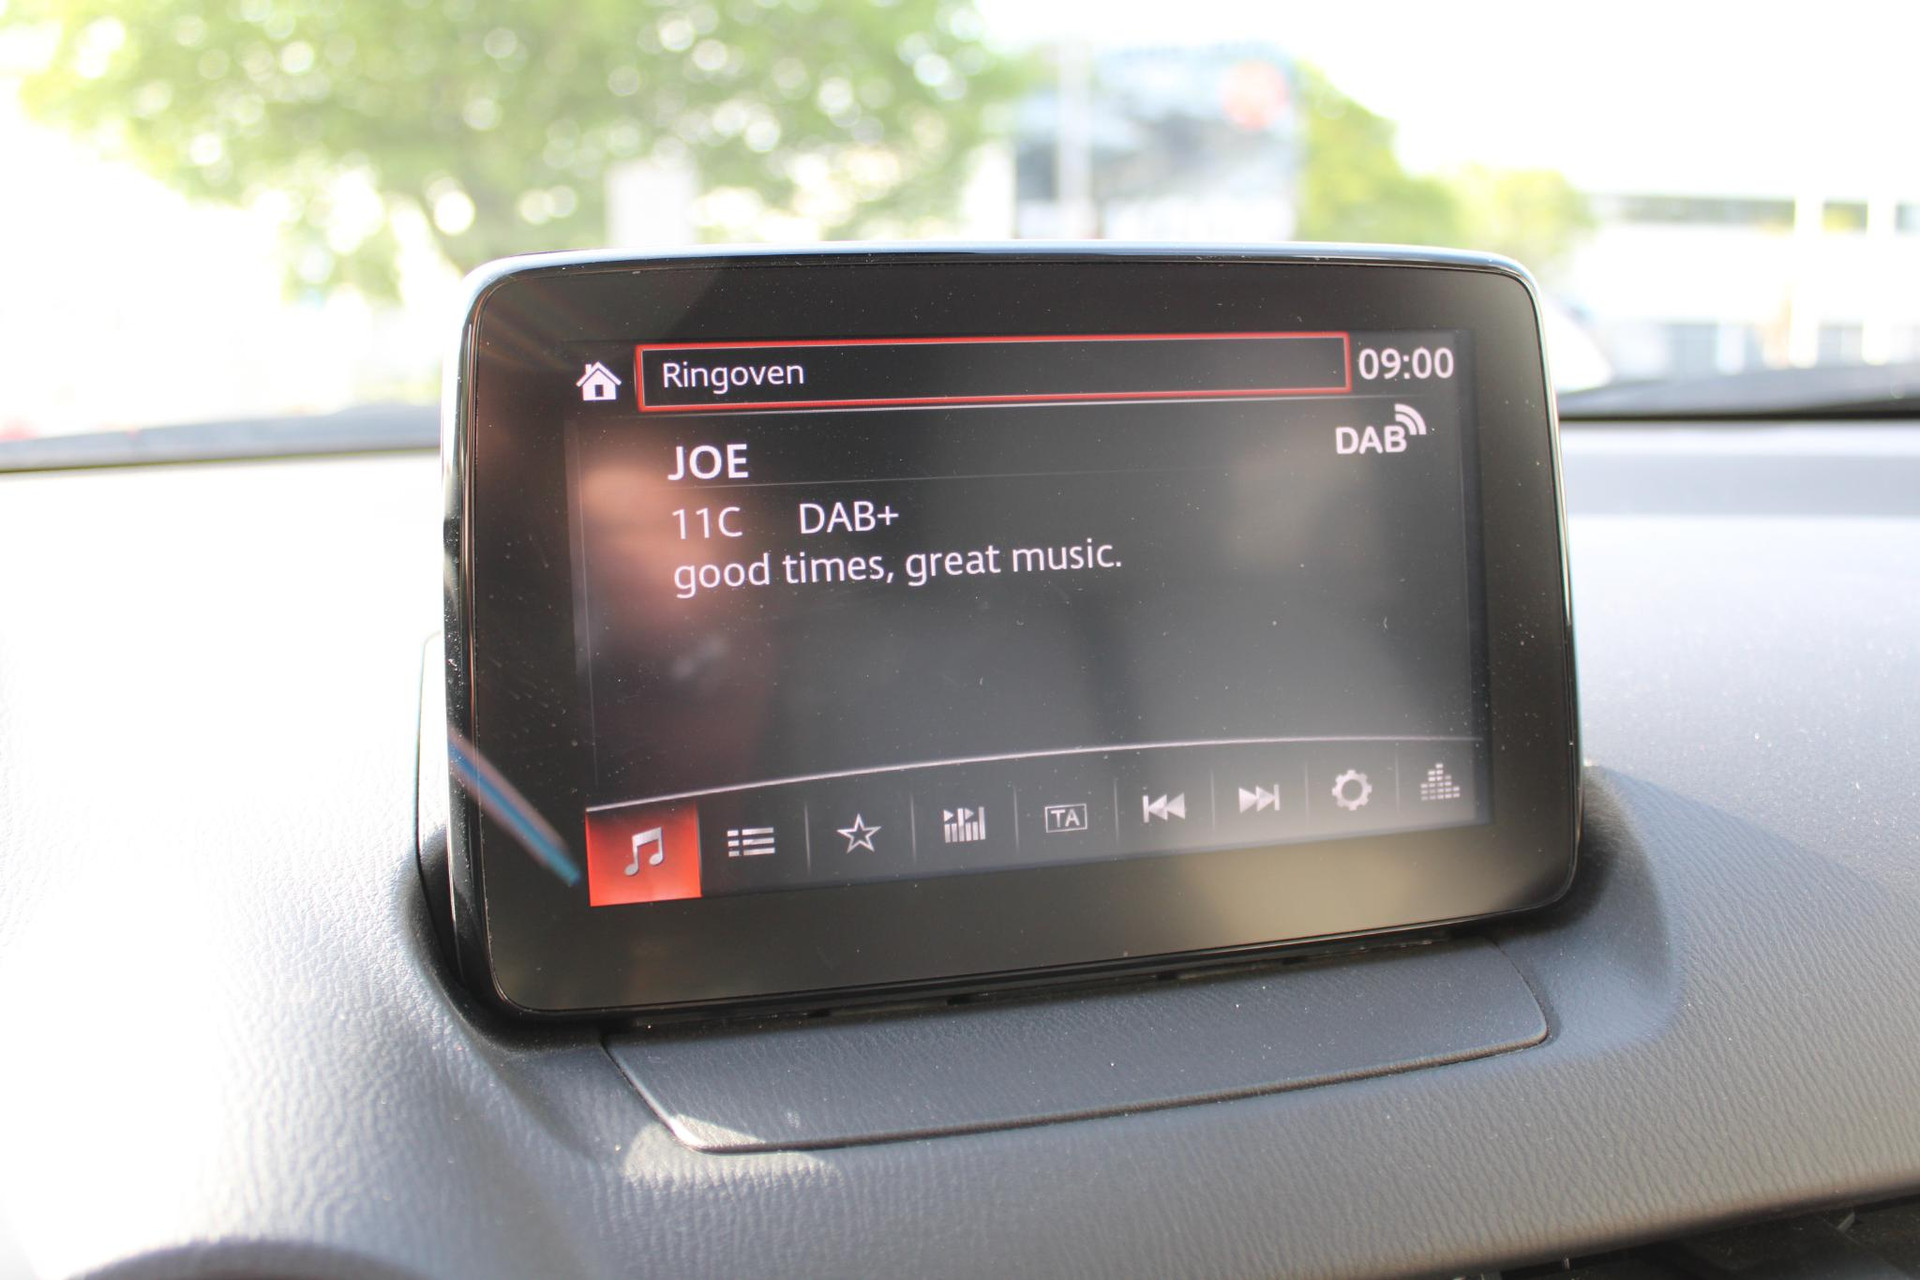 Ringoven 09:00
DAB
JOE
11C DAB+
good times, great music.
TA